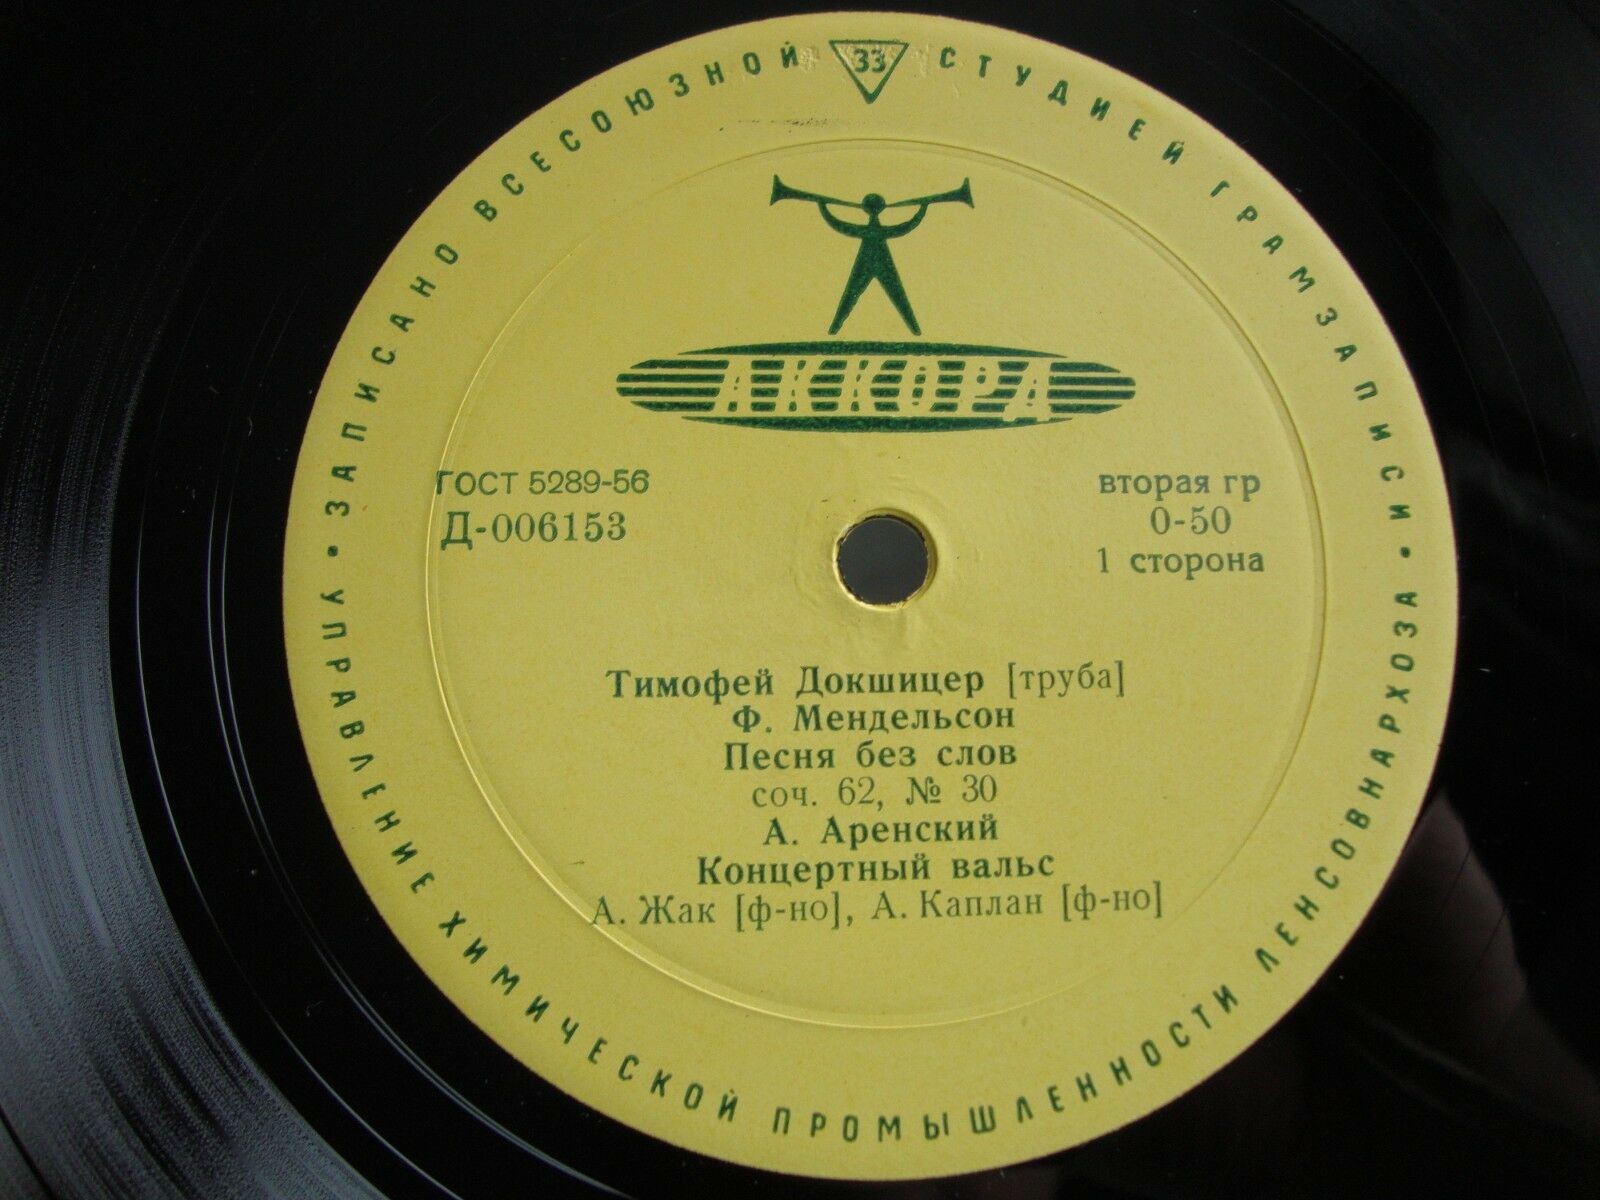 ЗАПИСАНО ВСЕСОЮЗНОЙ СТУДИЕЙ ГРАМЗАПИСИ •
33
АККОРД
ГОСТ 5289-56
Д-006153
вторая гр
0-50
1 сторона
Тимофей Докшицер [труба]
Ф. Мендельсон
Песня без слов
соч. 62, № 30
А. Аренский
Концертный вальс
А. Жак [ф-но], А. Каплан [ф-но]
УПРАВЛЕНИЕ ХИМИЧЕСКОЙ ПРОМЫШЛЕННОСТИ ЛЕНСОВНАРХОЗА •